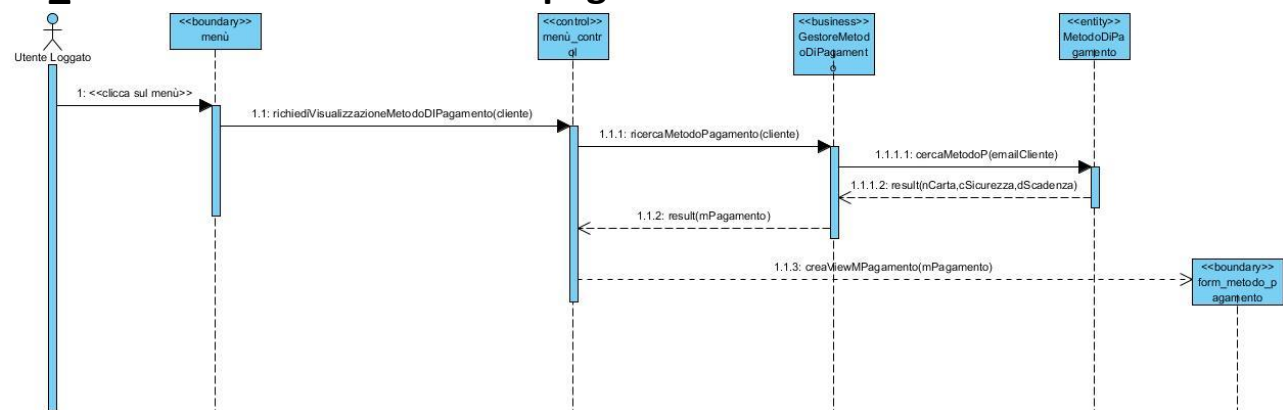 <<boundary>>
menù
<<control>>
menù_contr
ol
<<business>>
GestoreMetod
oDiPagament
o
<<entity>>
MetodoDiPa
gamento
Utente Loggato
1: <<clicca sul menù>>
1.1: richiediVisualizzazioneMetodoDIPagamento(cliente)
1.1.1: ricercaMetodoPagamento(cliente)
1.1.1.1: cercaMetodoP(emailCliente)
1.1.1.2: result(nCarta,cSicurezza,dScadenza)
1.1.2: result(mPagamento)
1.1.3: creaViewMPagamento(mPagamento)
<<boundary>>
form_metodo_p
agamento